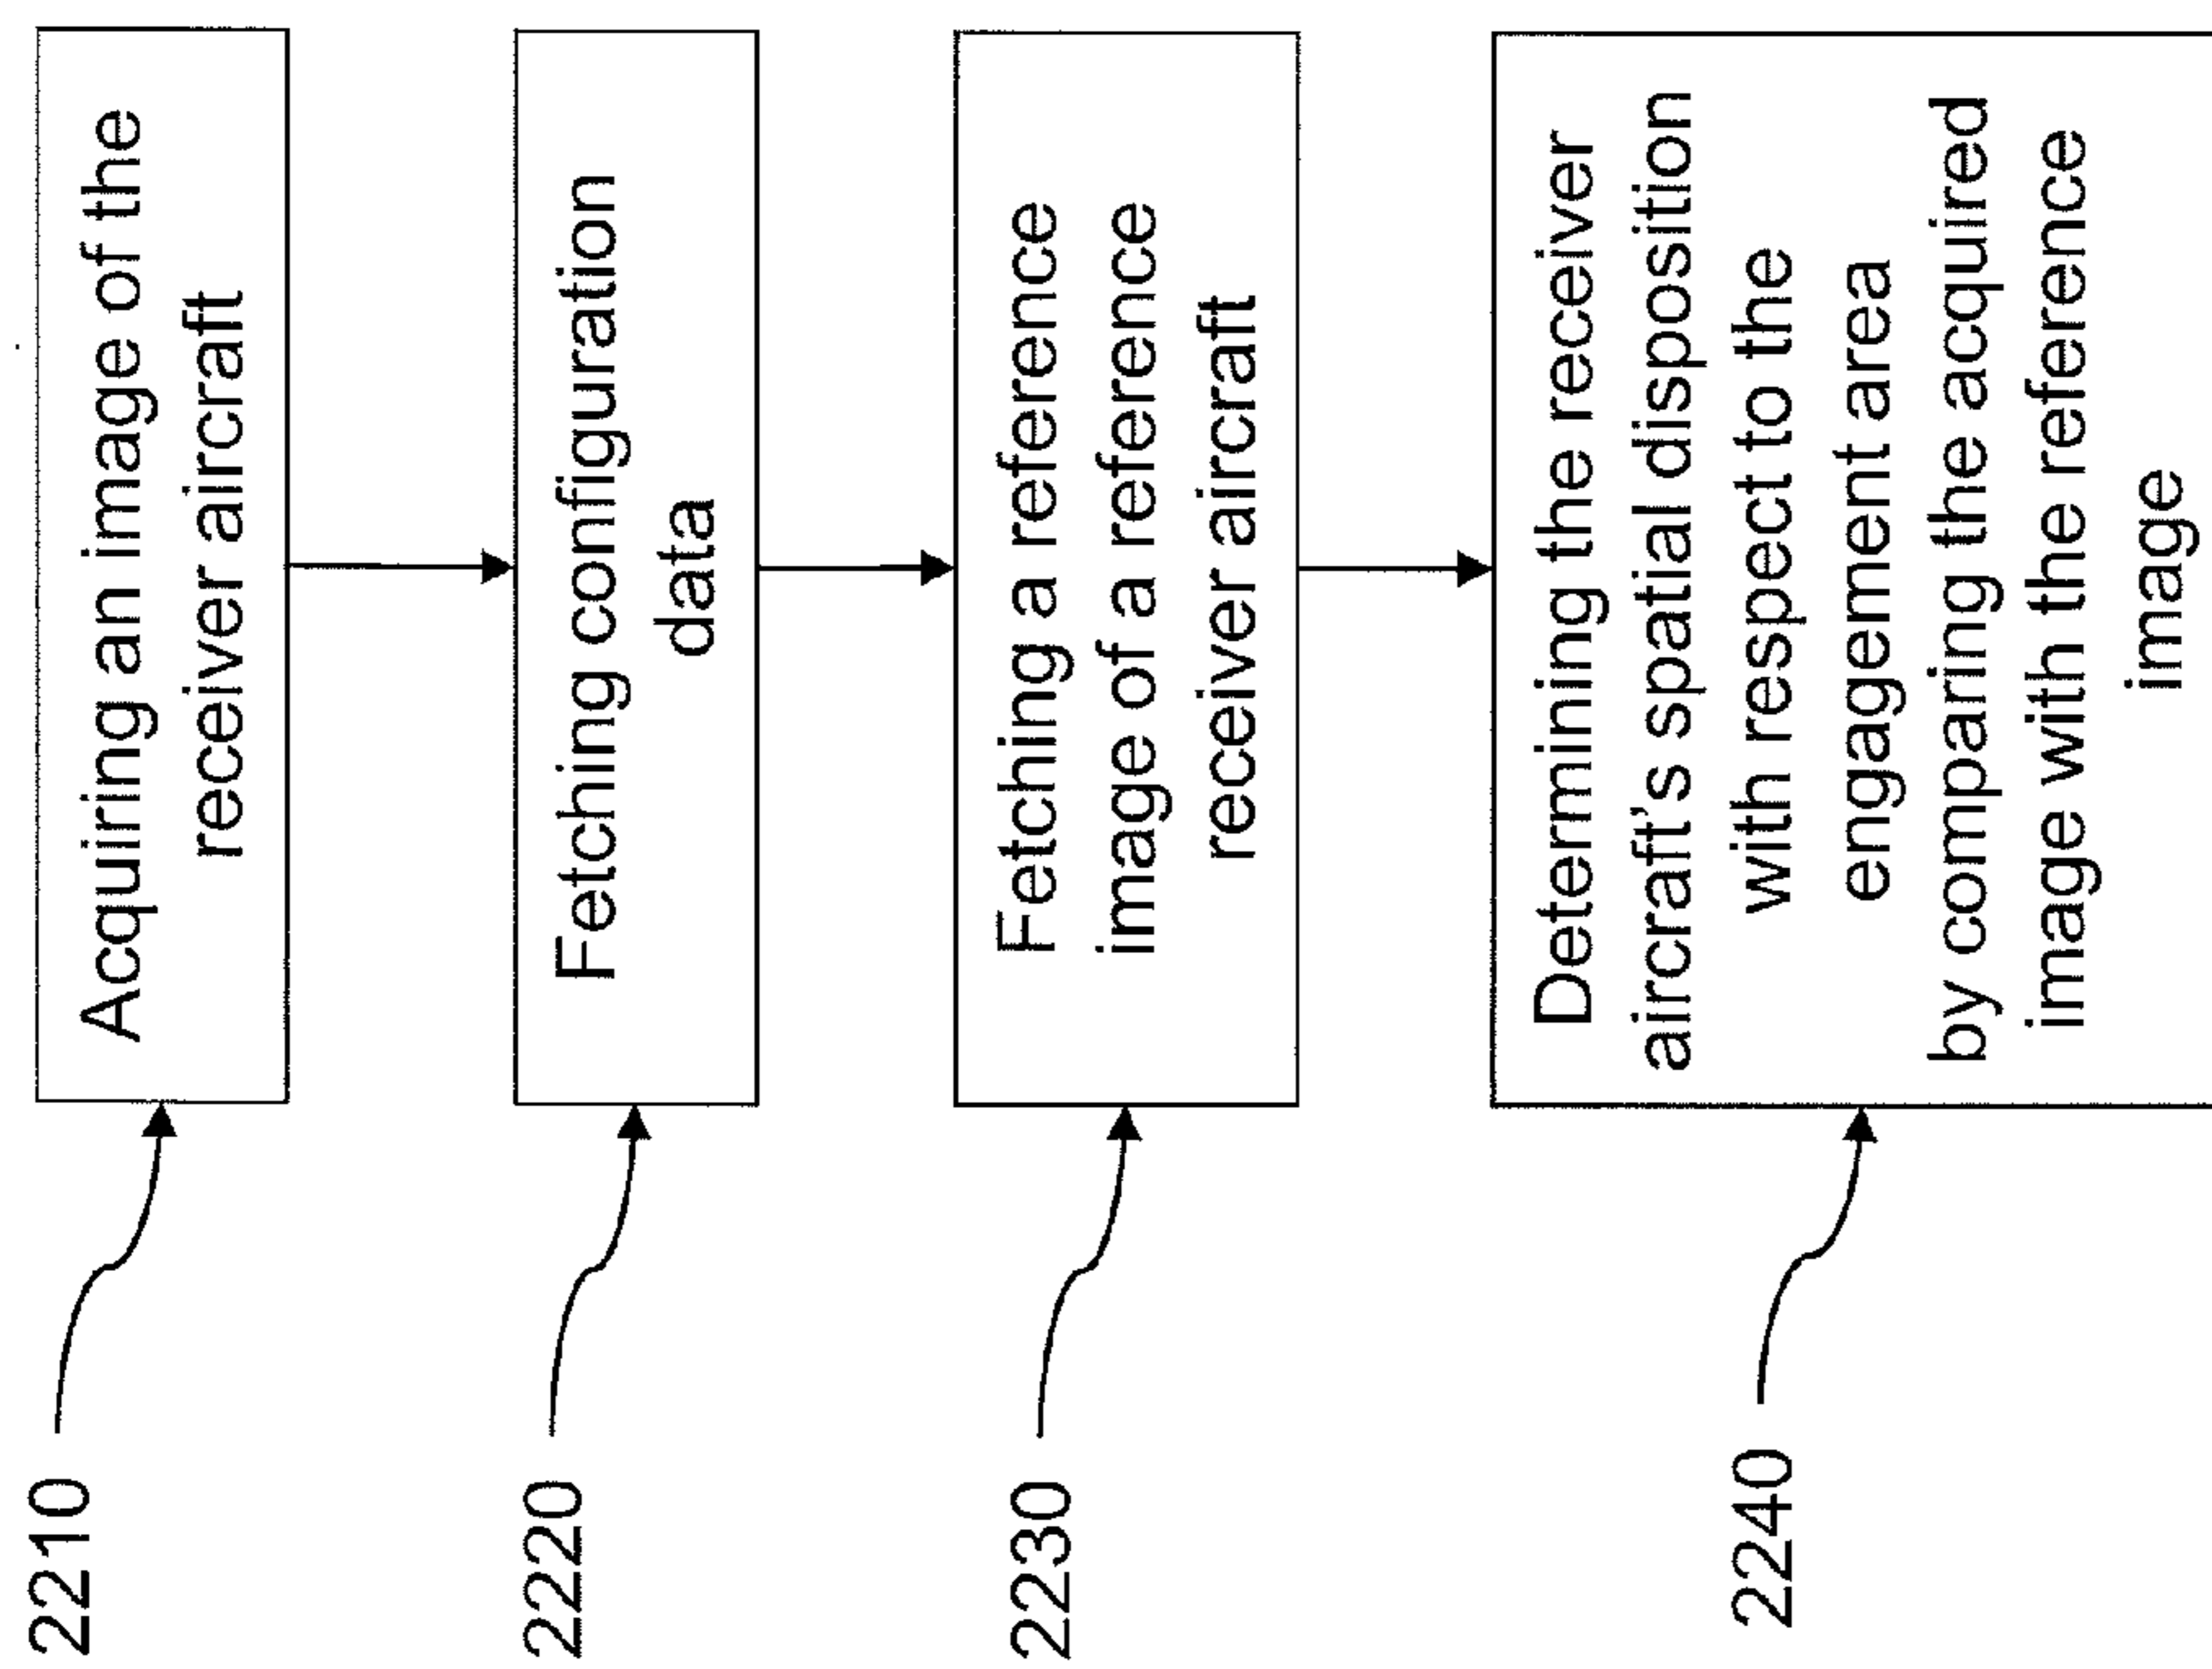 2210
Acquiring an image of the
receiver aircraft
2220
Fetching configuration
data
2230
Fetching a reference
image of a reference
receiver aircraft
2240
Determining the receiver
aircraft's spatial disposition
with respect to the
engagement area
by comparing the acquired
image with the reference
image